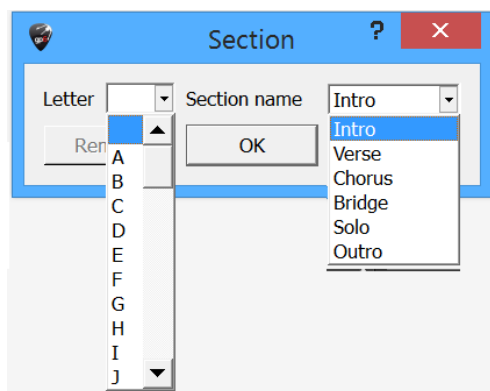 Section ?
Letter Section name Intro
Rem OK
A
B
C
D
E
F
G
H
I
J
Intro
Verse
Chorus
Bridge
Solo
Outro